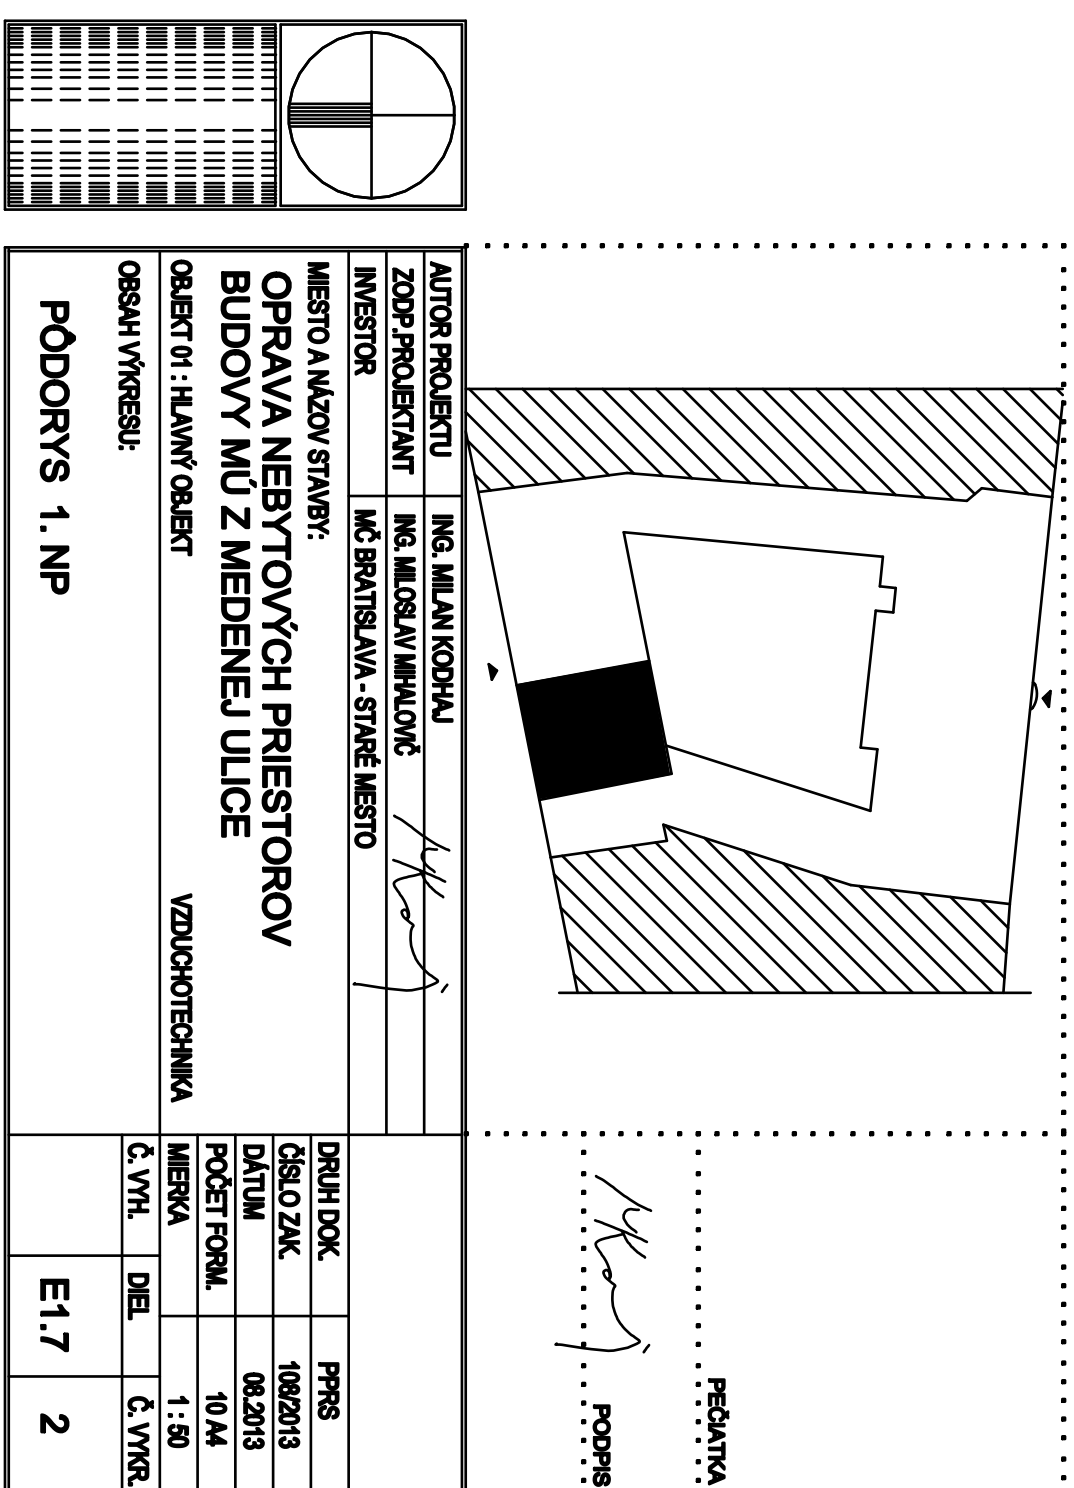 PEČIATKA
PODPIS
AUTOR PROJEKTU ING. MILAN KODHAJ
ZODP.PROJEKTANT ING. MILOSLAV MIHALOVIČ
INVESTOR MČ BRATISLAVA - STARÉ MESTO
MIESTO A NÁZOV STAVBY:
OPRAVA NEBYTOVÝCH PRIESTOROV
BUDOVY MÚ Z MEDENEJ ULICE
OBJEKT 01 : HLAVNÝ OBJEKT VZDUCHOTECHNIKA
OBSAH VÝKRESU:
PÔDORYS 1. NP
DRUH DOK. PPRS
ČÍSLO ZAK. 108/2013
DÁTUM 08.2013
POČET FORM. 10 A4
MIERKA 1 : 50
Č. VYH. DIEL Č. VYKR.
E1.7 2